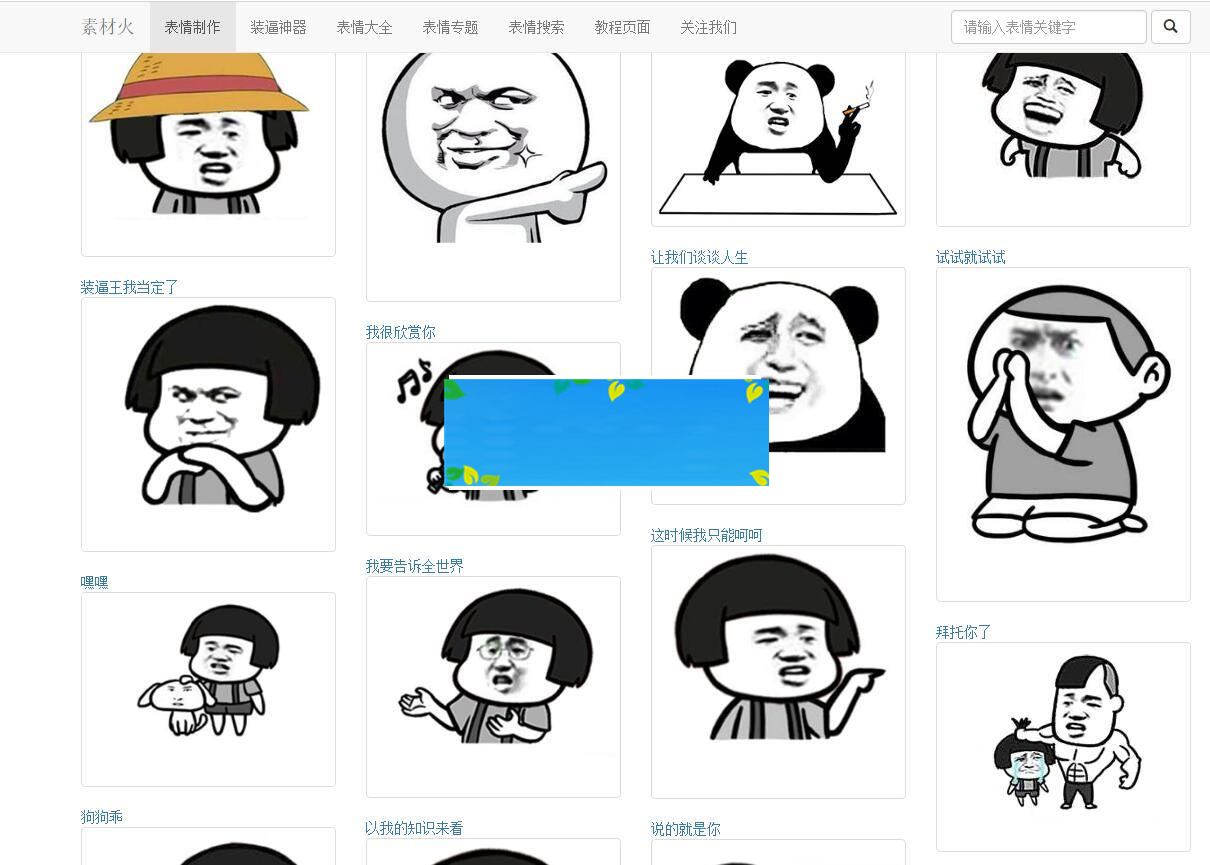 素材火
表情制作
装逼神器
表情大全
表情专题
表情搜索
教程页面
关注我们
请输入表情关键字
让我们谈谈人生
试试就试试
装逼王我当定了
我很欣赏你
这时候我只能呵呵
我要告诉全世界
嘿嘿
拜托你了
狗狗乖
以我的知识来看
说的就是你